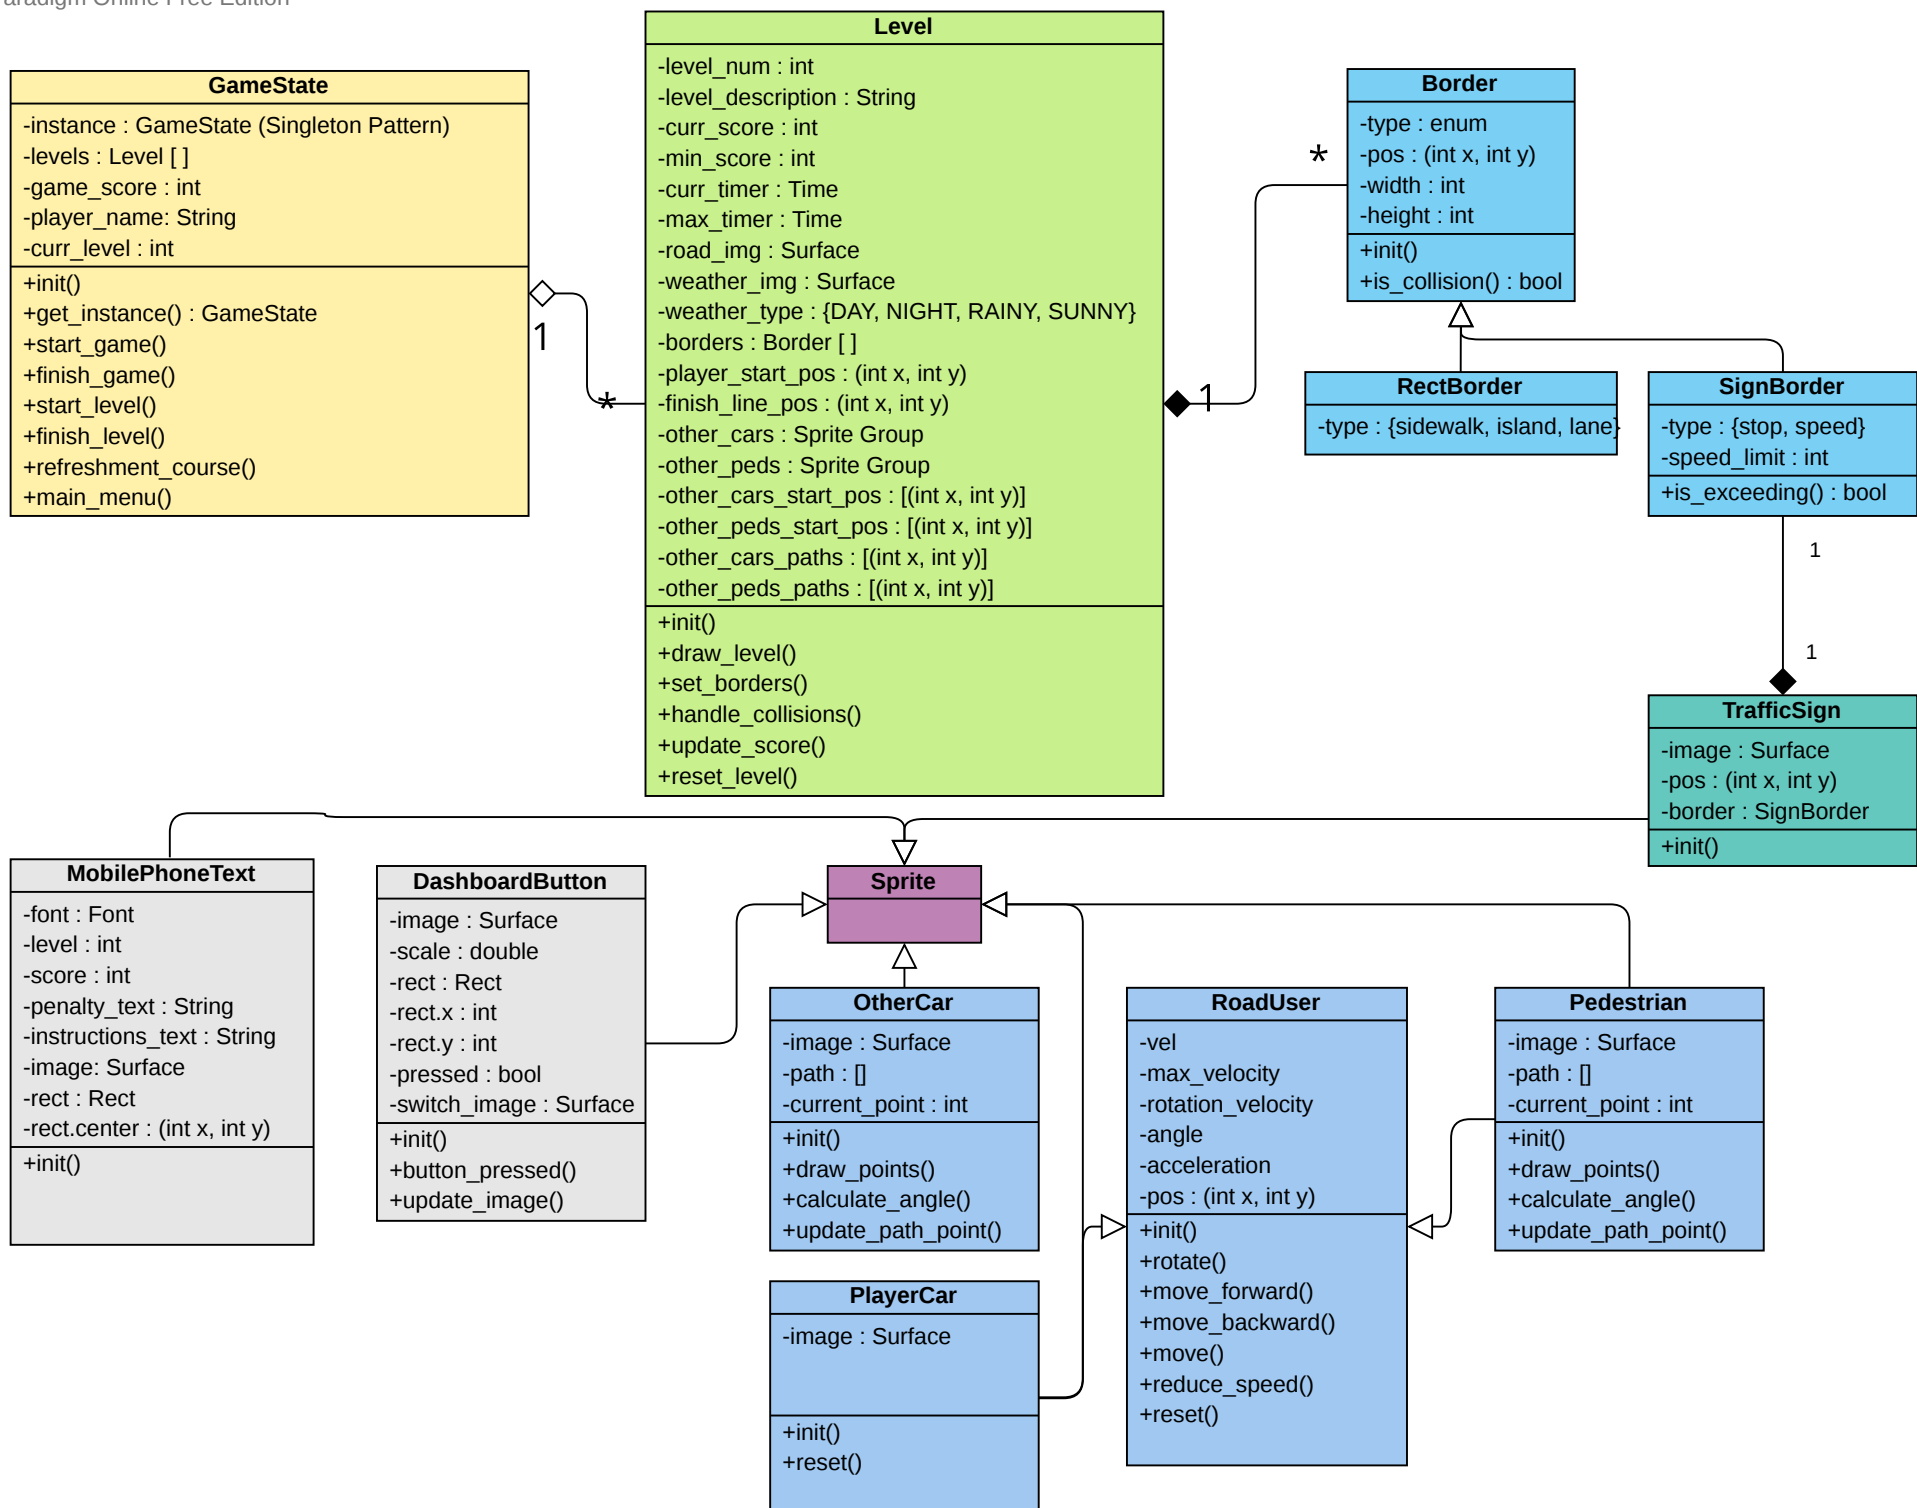 Paradigm Online Free Edition
GameState
-instance : GameState (Singleton Pattern)
-levels : Level [ ]
-game_score : int
-player_name: String
-curr_level : int
+init()
+get_instance() : GameState
+start_game()
+finish_game()
+start_level()
+finish_level()
+refreshment_course()
+main_menu()
1
*
Level
-level_num : int
-level_description : String
-curr_score : int
-min_score : int
-curr_timer : Time
-max_timer : Time
-road_img : Surface
-weather_img : Surface
-weather_type : {DAY, NIGHT, RAINY, SUNNY}
-borders : Border [ ]
-player_start_pos : (int x, int y)
-finish_line_pos : (int x, int y)
-other_cars : Sprite Group
-other_peds : Sprite Group
-other_cars_start_pos : [(int x, int y)]
-other_peds_start_pos : [(int x, int y)]
-other_cars_paths : [(int x, int y)]
-other_peds_paths : [(int x, int y)]
+init()
+draw_level()
+set_borders()
+handle_collisions()
+update_score()
+reset_level()
1
*
Border
-type : enum
-pos : (int x, int y)
-width : int
-height : int
+init()
+is_collision() : bool
RectBorder
-type : {sidewalk, island, lane}
SignBorder
-type : {stop, speed}
-speed_limit : int
+is_exceeding() : bool
1
1
TrafficSign
-image : Surface
-pos : (int x, int y)
-border : SignBorder
+init()
MobilePhoneText
-font : Font
-level : int
-score : int
-penalty_text : String
-instructions_text : String
-image: Surface
-rect : Rect
-rect.center : (int x, int y)
+init()
DashboardButton
-image : Surface
-scale : double
-rect : Rect
-rect.x : int
-rect.y : int
-pressed : bool
-switch_image : Surface
+init()
+button_pressed()
+update_image()
Sprite
OtherCar
-image : Surface
-path : []
-current_point : int
+init()
+draw_points()
+calculate_angle()
+update_path_point()
PlayerCar
-image : Surface
+init()
+reset()
RoadUser
-vel
-max_velocity
-rotation_velocity
-angle
-acceleration
-pos : (int x, int y)
+init()
+rotate()
+move_forward()
+move_backward()
+move()
+reduce_speed()
+reset()
Pedestrian
-image : Surface
-path : []
-current_point : int
+init()
+draw_points()
+calculate_angle()
+update_path_point()